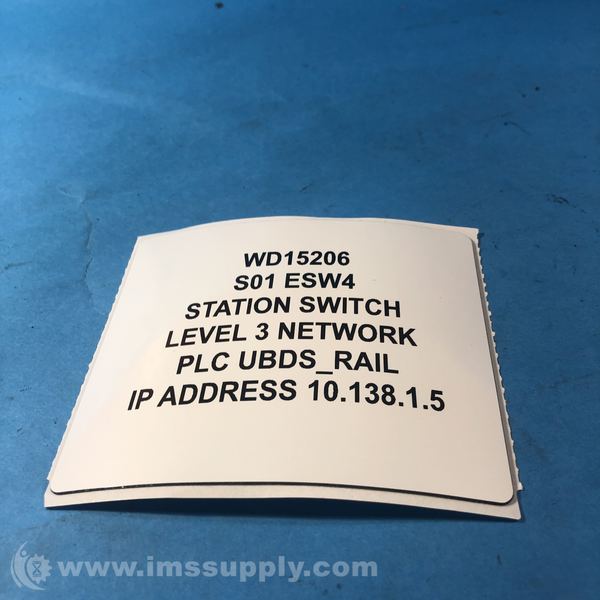 WD15206
S01 ESW4
STATION SWITCH
LEVEL 3 NETWORK
PLC UBDS_RAIL
IP ADDRESS 10.138.1.5
www.imssupply.com